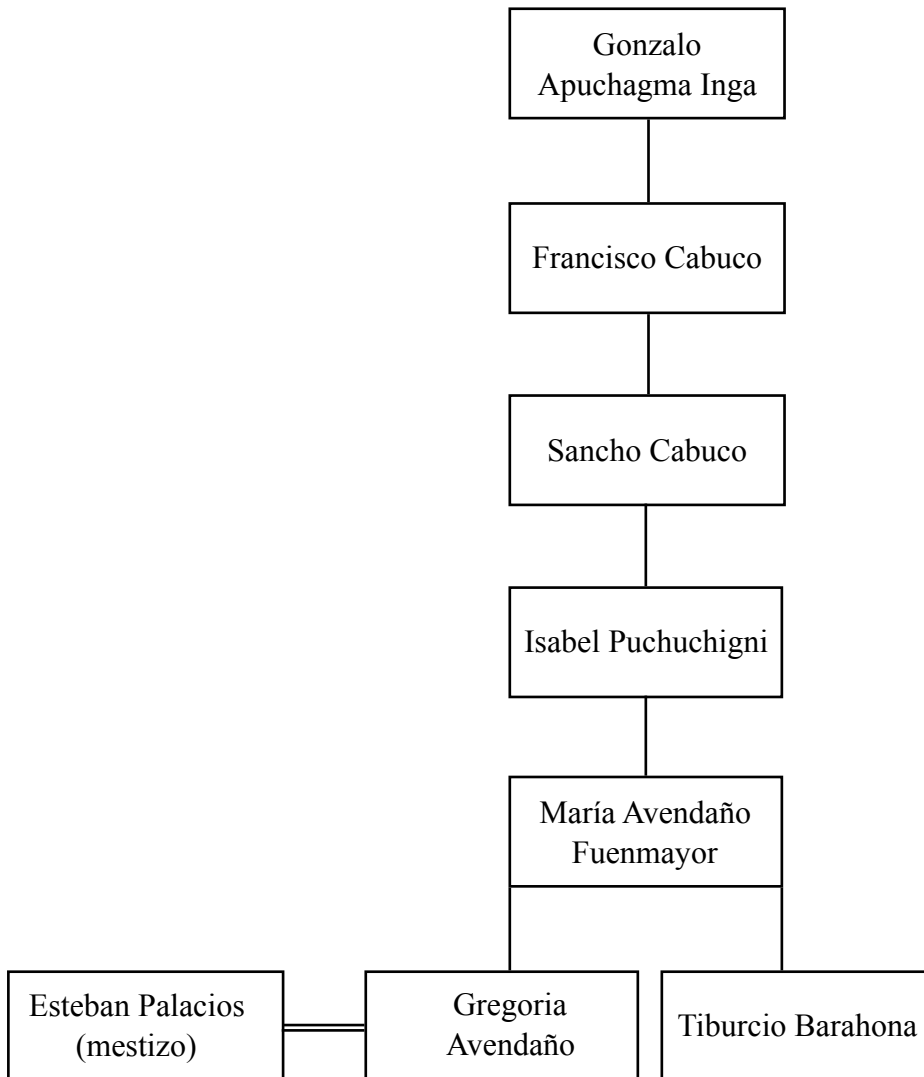 Gonzalo
Apuchagma Inga
Francisco Cabuco
Sancho Cabuco
Isabel Puchuchigni
María Avendaño
Fuenmayor
Esteban Palacios
(mestizo)
Gregoria
Avendaño
Tiburcio Barahona